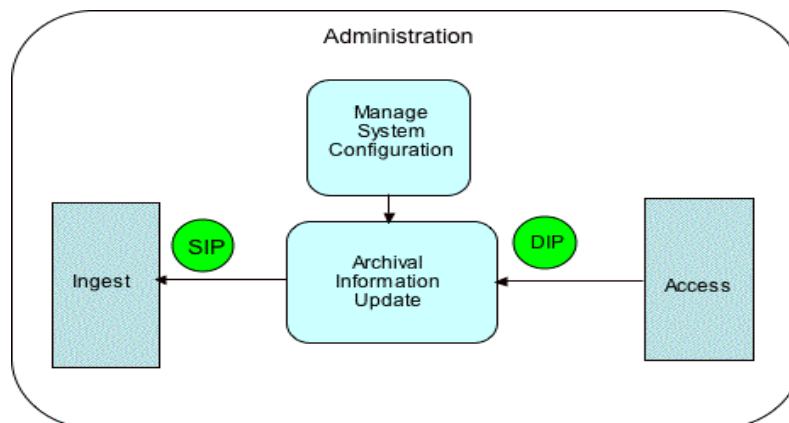 Administration
Manage
System
Configuration
SIP
DIP
Ingest
Archival
Information
Update
Access